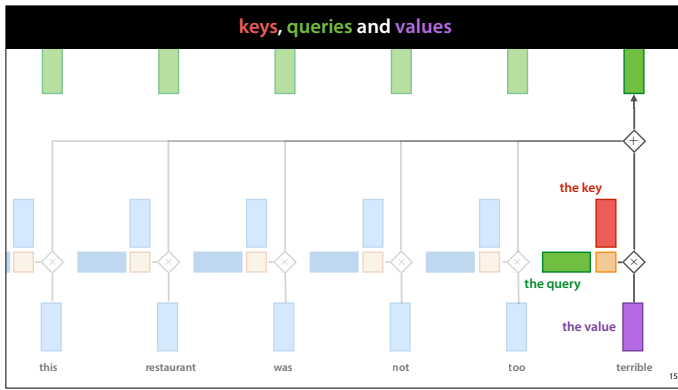 keys, queries and values
the key
the query
the value
this restaurant was not too terrible
15